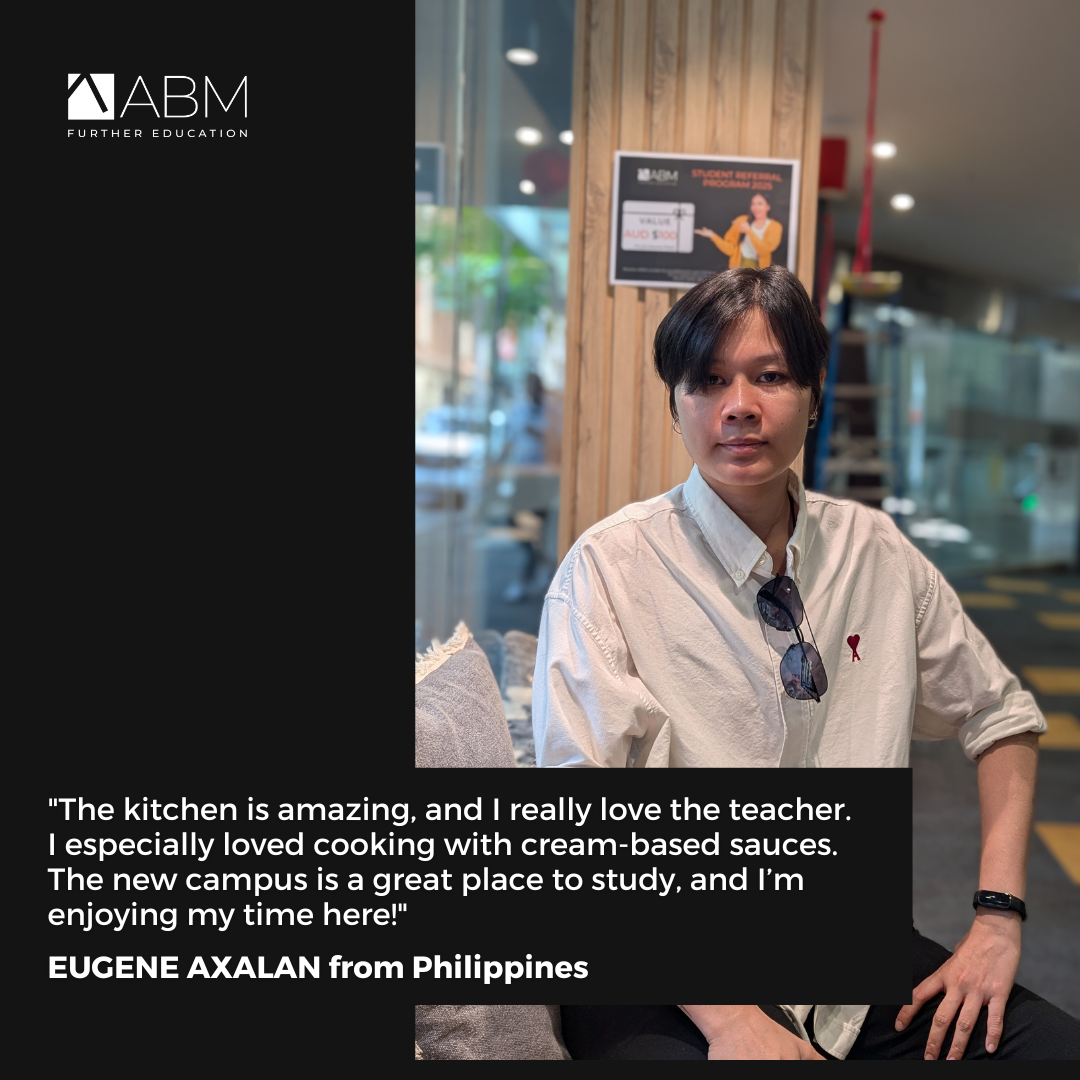 ABM
FURTHER EDUCATION
ABM
STUDENT REFERRAL
PROGRAM 2025
VALUE
AUD $100
"The kitchen is amazing, and I really love the teacher.
I especially loved cooking with cream-based sauces.
The new campus is a great place to study, and I’m
enjoying my time here!"
EUGENE AXALAN from Philippines